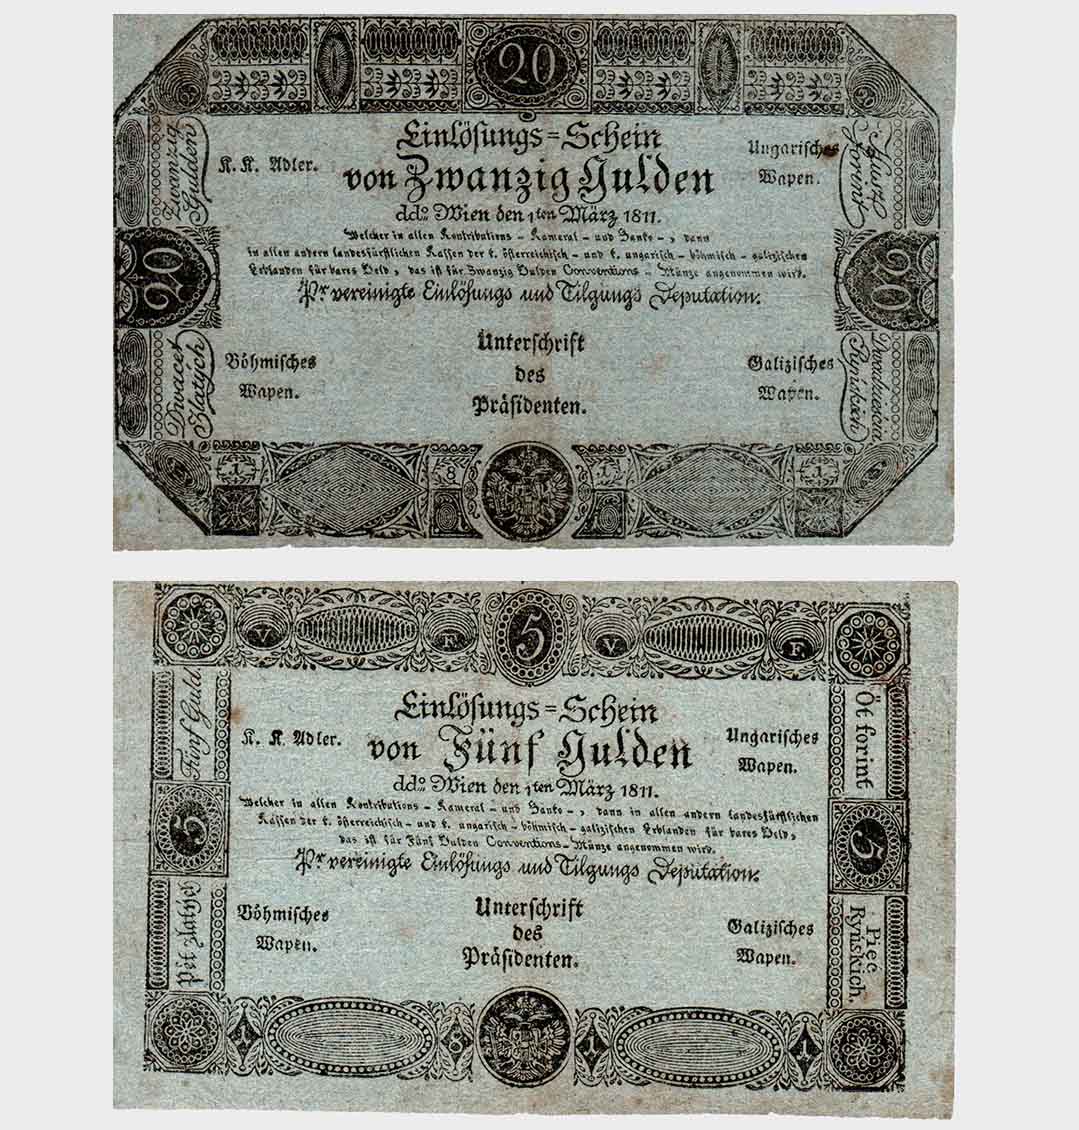 20
Einlösungs=Schein
von Zwanzig Gulden
ddo. Wien den 1ten März 1811.
Welcher in allen Kontributions - Kameral - und Banko -, dann
in allen andern landesfürstlichen Kassen der k. österreichisch - und k. ungarisch - böhmisch - galizischen
Erblanden für bares Geld, das ist für Zwanzig Gulden Conventions - Münze angenommen wird.
Pr. vereinigte Einlösungs und Tilgungs Deputation.
K. K. Adler.
Ungarisches
Wapen.
Zwanzig
Gulden
Húsz
forint
20
20
Unterschrift
des
Präsidenten.
Böhmisches
Wapen.
Galizisches
Wapen.
Dwacet
Zlatých
Ryńskich
1
8
1
1
5
V
F.
V
F.
Einlösungs=Schein
von Fünf Gulden
ddo. Wien den 1ten März 1811.
Welcher in allen Kontributions - Kameral - und Banko -, dann in allen andern landesfürstlichen
Kassen der k. österreichisch - und k. ungarisch - böhmisch - galizischen Erblanden für bares Geld,
das ist für Fünf Gulden Conventions - Münze angenommen wird.
Pr. vereinigte Einlösungs und Tilgungs Deputation.
K. K. Adler.
Ungarisches
Wapen.
Fünf Guld
Öt forint
5
5
Unterschrift
des
Präsidenten.
Böhmisches
Wapen.
Galizisches
Wapen.
Pět Zlatých
Piec
Ryńskich.
1
8
1
1